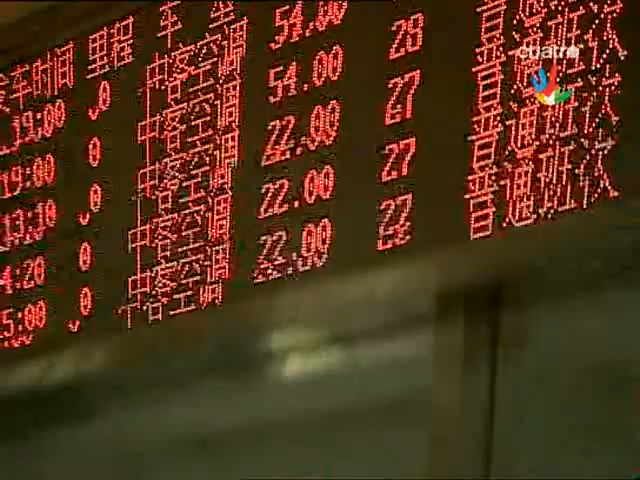 发车时间 里程 车型 54.00 28 普通班次
cuatro
19:00 0 中客空调 54.00 27 普通班次
19:00 0 中客空调 22.00 27 普通班次
13:10 0 中客空调 22.00 22 普通班次
4:20 0 中客空调 22.00
5:00 0 中客空调